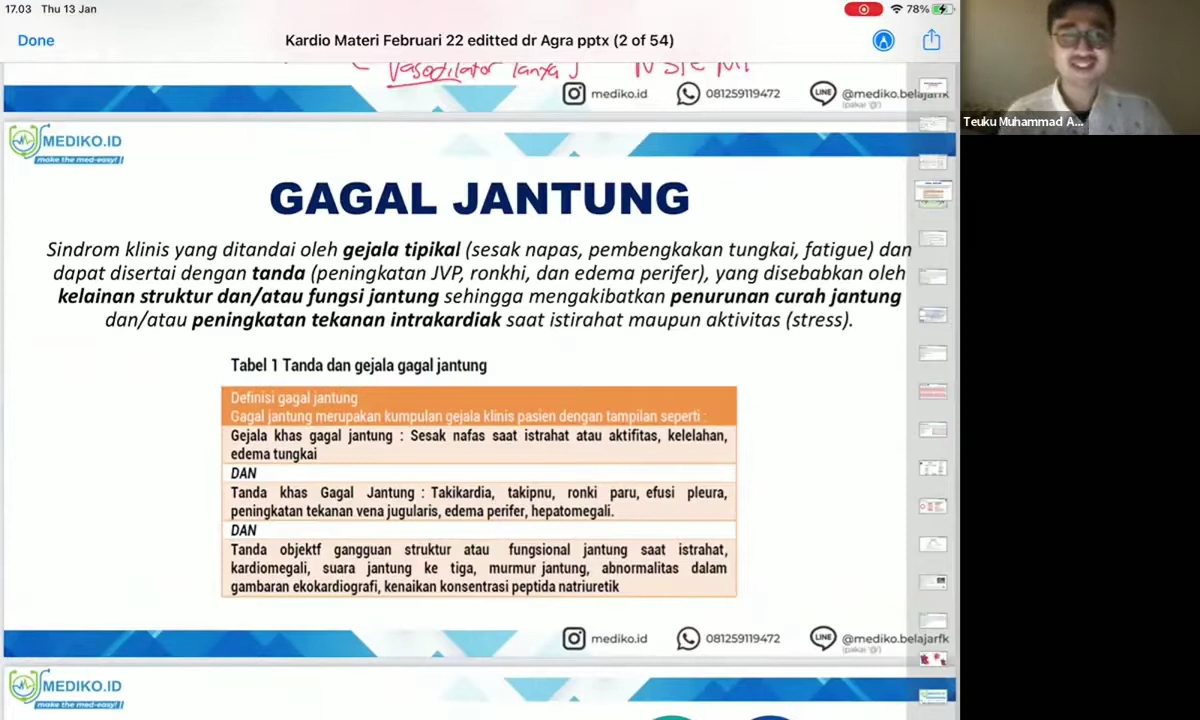 17.03 Thu 13 Jan
78%
Done
Kardio Materi Februari 22 editted dr Agra pptx (2 of 54)
Vasodilator Tanya
N STE MI
mediko.id 081259119472 @mediko.belajarfk
(pakai '@')
Teuku Muhammad A...
MEDIKO.ID
make the med-easy!
GAGAL JANTUNG
Sindrom klinis yang ditandai oleh gejala tipikal (sesak napas, pembengkakan tungkai, fatigue) dan
dapat disertai dengan tanda (peningkatan JVP, ronkhi, dan edema perifer), yang disebabkan oleh
kelainan struktur dan/atau fungsi jantung sehingga mengakibatkan penurunan curah jantung
dan/atau peningkatan tekanan intrakardiak saat istirahat maupun aktivitas (stress).
Tabel 1 Tanda dan gejala gagal jantung
Definisi gagal jantung
Gagal jantung merupakan kumpulan gejala klinis pasien dengan tampilan seperti :
Gejala khas gagal jantung : Sesak nafas saat istrahat atau aktifitas, kelelahan,
edema tungkai
DAN
Tanda khas Gagal Jantung : Takikardia, takipnu, ronki paru, efusi pleura,
peningkatan tekanan vena jugularis, edema perifer, hepatomegali.
DAN
Tanda objektf gangguan struktur atau fungsional jantung saat istrahat,
kardiomegali, suara jantung ke tiga, murmur jantung, abnormalitas dalam
gambaran ekokardiografi, kenaikan konsentrasi peptida natriuretik
mediko.id 081259119472 LINE @mediko.belajarfk
(pakai '@')
MEDIKO.ID
make the med-easy!